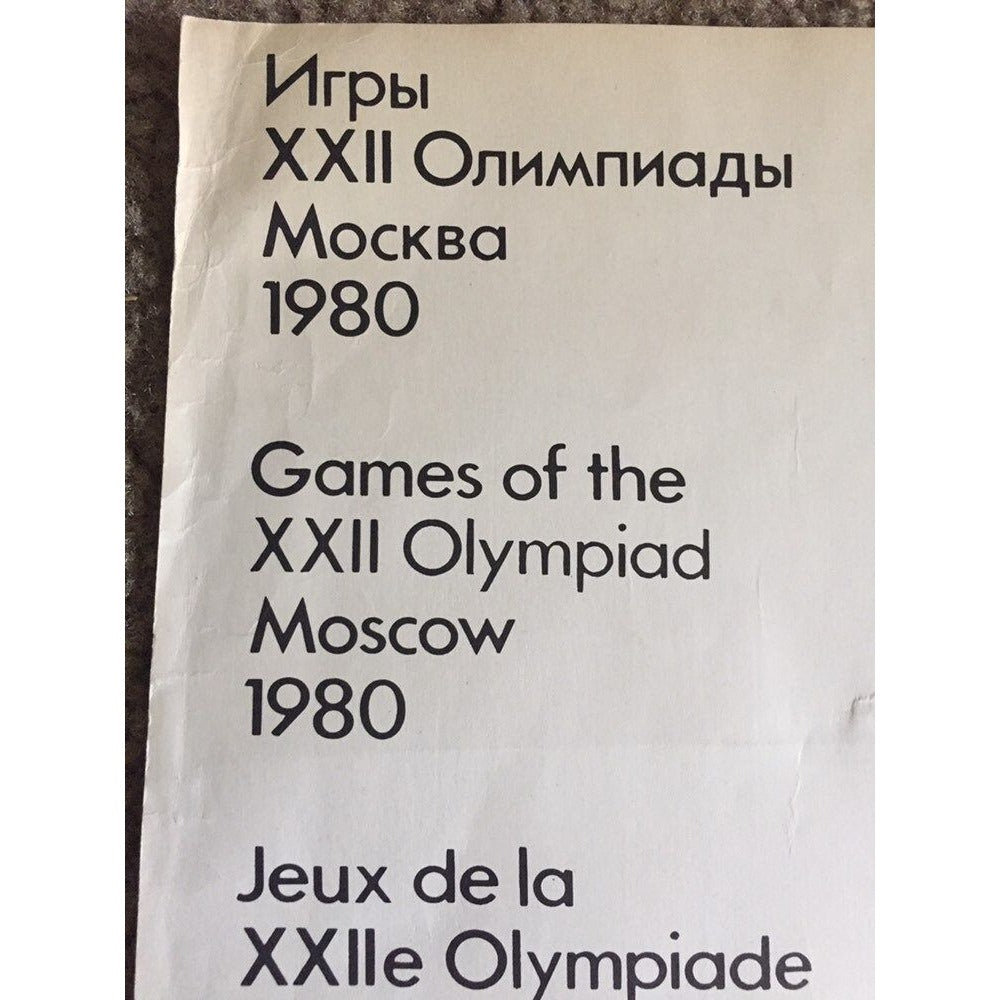 Игры
XXII Олимпиады
Москва
1980
Games of the
XXII Olympiad
Moscow
1980
Jeux de la
XXIIe Olympiade